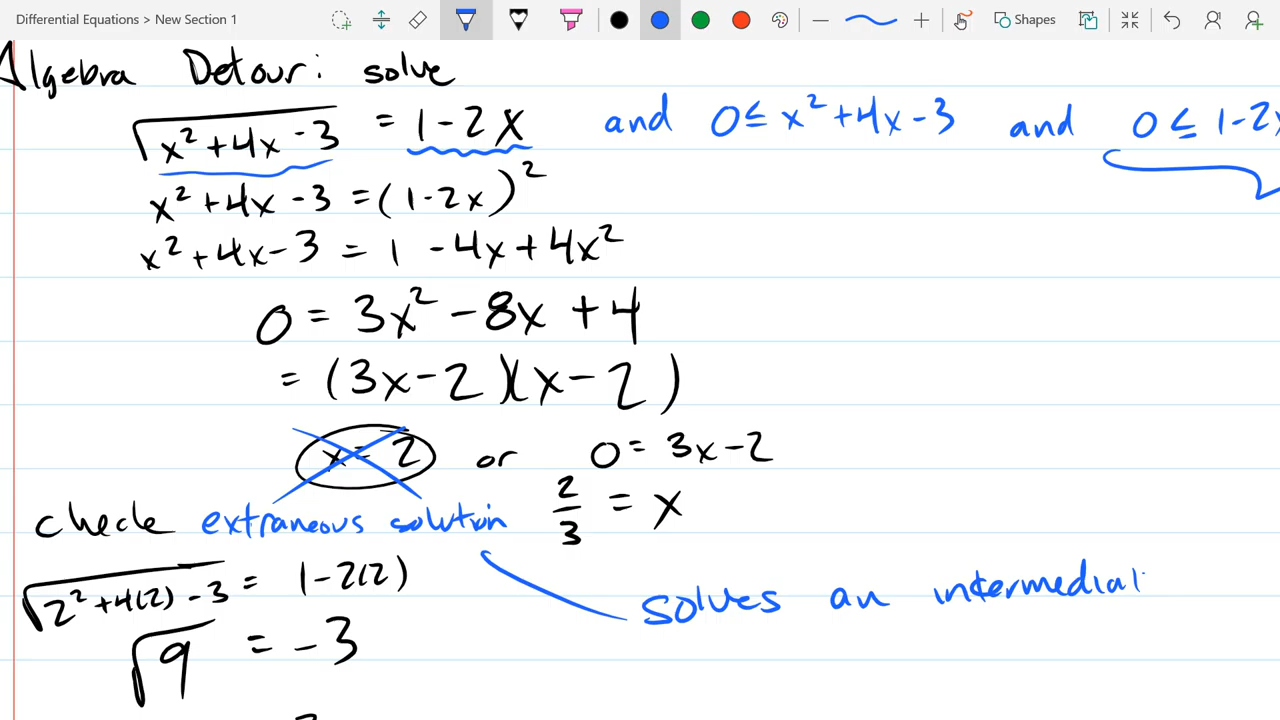 Differential Equations > New Section 1
Shapes
Algebra Detour: solve
√(x² + 4x - 3) = 1 - 2x and 0 ≤ x² + 4x - 3 and 0 ≤ 1 - 2x
x² + 4x - 3 = (1 - 2x)²
x² + 4x - 3 = 1 - 4x + 4x²
0 = 3x² - 8x + 4
= (3x - 2)(x - 2)
x = 2 or 0 = 3x - 2
2/3 = x
check extraneous solution
√(2² + 4(2) - 3) = 1 - 2(2)
solves an intermediat
√9 = -3